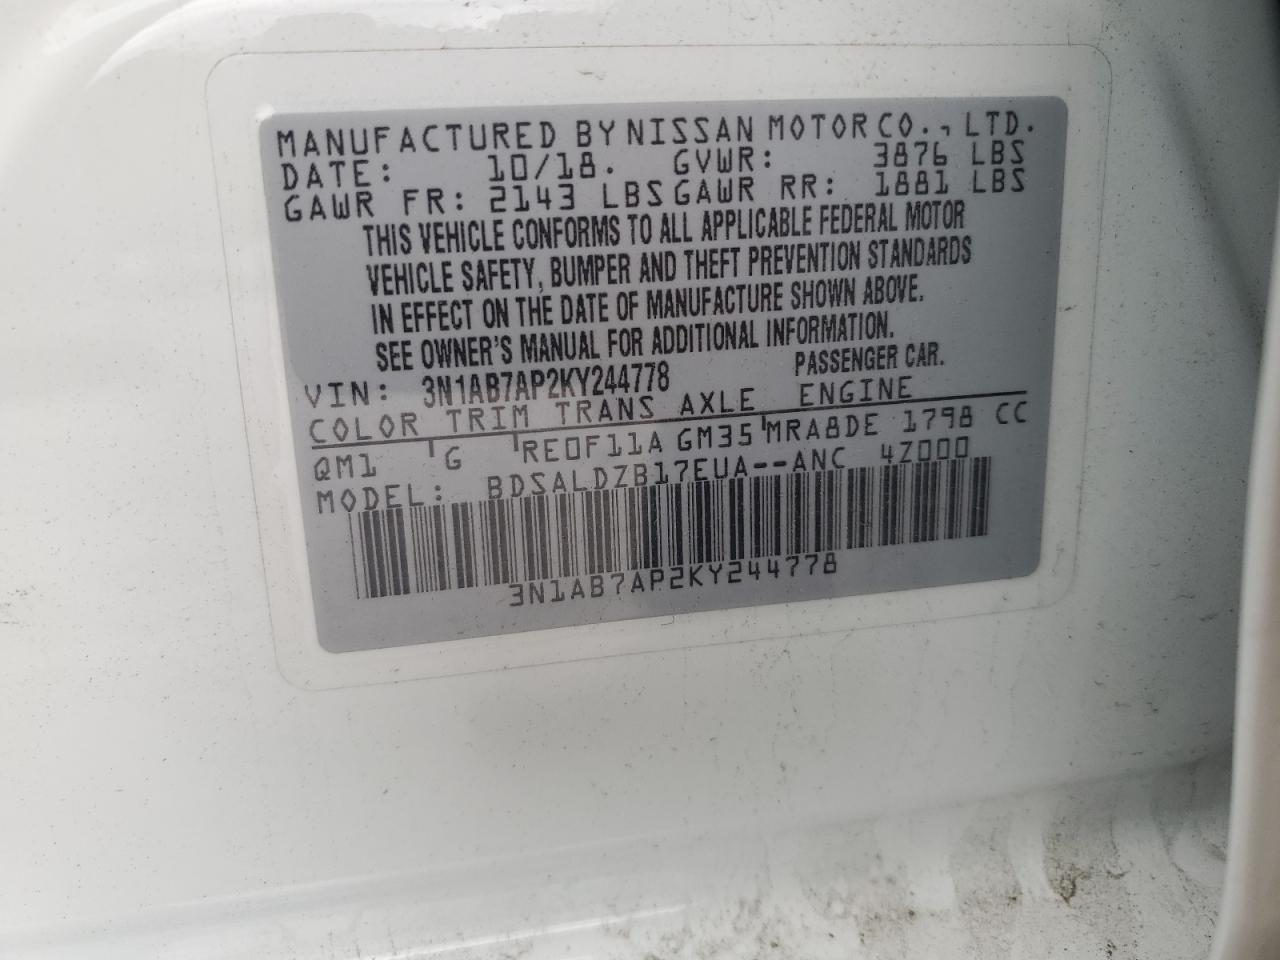 MANUFACTURED BY NISSAN MOTOR CO., LTD.
DATE: 10/18. GVWR: 3876 LBS
GAWR FR: 2143 LBS GAWR RR: 1881 LBS
THIS VEHICLE CONFORMS TO ALL APPLICABLE FEDERAL MOTOR
VEHICLE SAFETY, BUMPER AND THEFT PREVENTION STANDARDS
IN EFFECT ON THE DATE OF MANUFACTURE SHOWN ABOVE.
SEE OWNER'S MANUAL FOR ADDITIONAL INFORMATION.
VIN: 3N1AB7AP2KY244778 PASSENGER CAR.
COLOR TRIM TRANS AXLE ENGINE
QM1 G RE0F11A GM35 MRA8DE 1798 CC
MODEL: BDSALDZB17EUA--ANC 4Z000
3N1AB7AP2KY244778